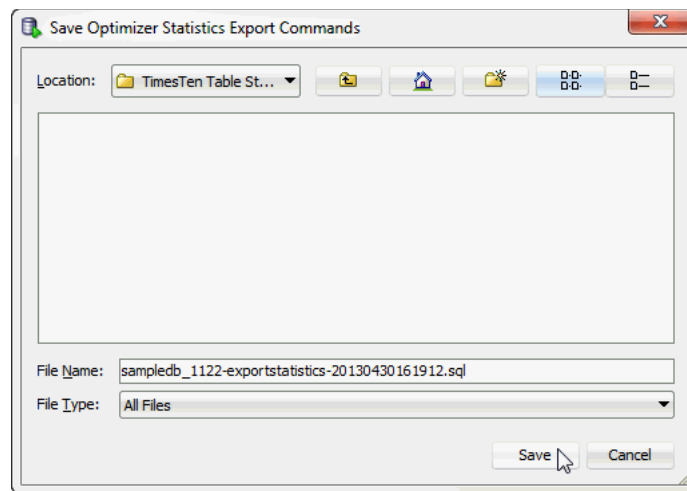 Save Optimizer Statistics Export Commands
Location: TimesTen Table St...
File Name: sampledb_1122-exportstatistics-20130430161912.sql
File Type: All Files
Save Cancel